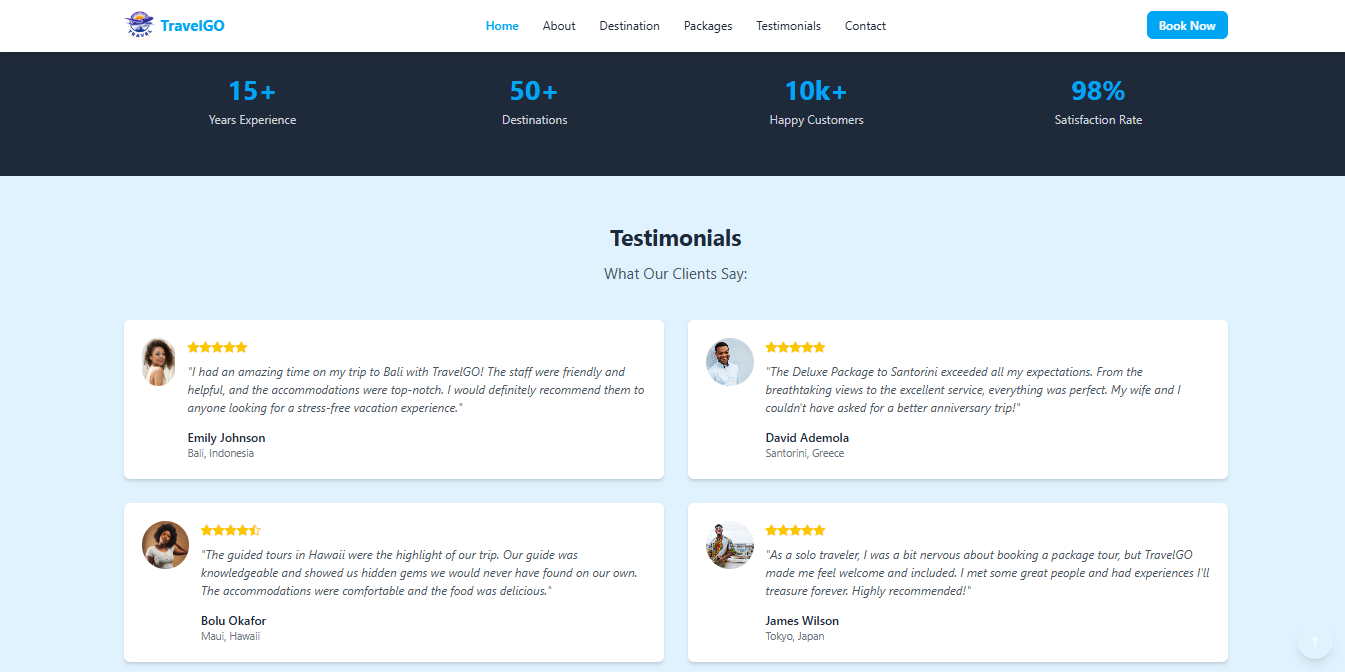 TRAVEL
TravelGO
Home About Destination Packages Testimonials Contact
Book Now
15+ 50+ 10k+ 98%
Years Experience Destinations Happy Customers Satisfaction Rate
Testimonials
What Our Clients Say:
"I had an amazing time on my trip to Bali with TravelGO! The staff were friendly and
helpful, and the accommodations were top-notch. I would definitely recommend them to
anyone looking for a stress-free vacation experience."
Emily Johnson
Bali, Indonesia
"The Deluxe Package to Santorini exceeded all my expectations. From the
breathtaking views to the excellent service, everything was perfect. My wife and I
couldn't have asked for a better anniversary trip!"
David Ademola
Santorini, Greece
"The guided tours in Hawaii were the highlight of our trip. Our guide was
knowledgeable and showed us hidden gems we would never have found on our own.
The accommodations were comfortable and the food was delicious."
Bolu Okafor
Maui, Hawaii
"As a solo traveler, I was a bit nervous about booking a package tour, but TravelGO
made me feel welcome and included. I met some great people and had experiences I'll
treasure forever. Highly recommended!"
James Wilson
Tokyo, Japan